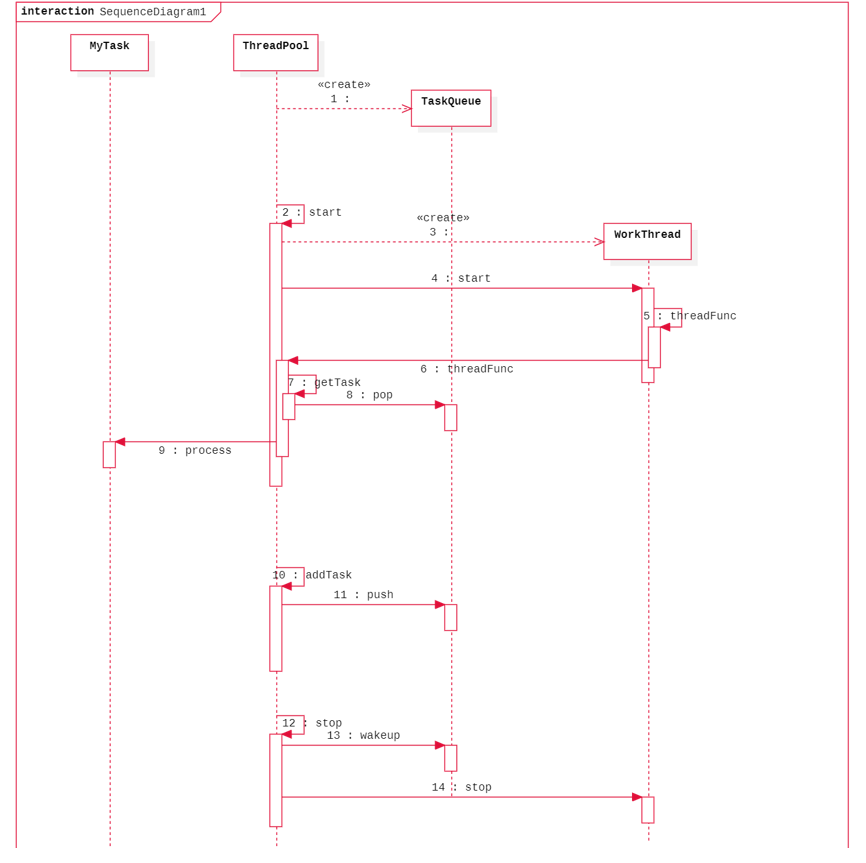 interaction SequenceDiagram1
MyTask
ThreadPool
«create»
1 :
TaskQueue
2 : start
«create»
3 :
WorkThread
4 : start
5 : threadFunc
6 : threadFunc
7 : getTask
8 : pop
9 : process
10 : addTask
11 : push
12 : stop
13 : wakeup
14 : stop